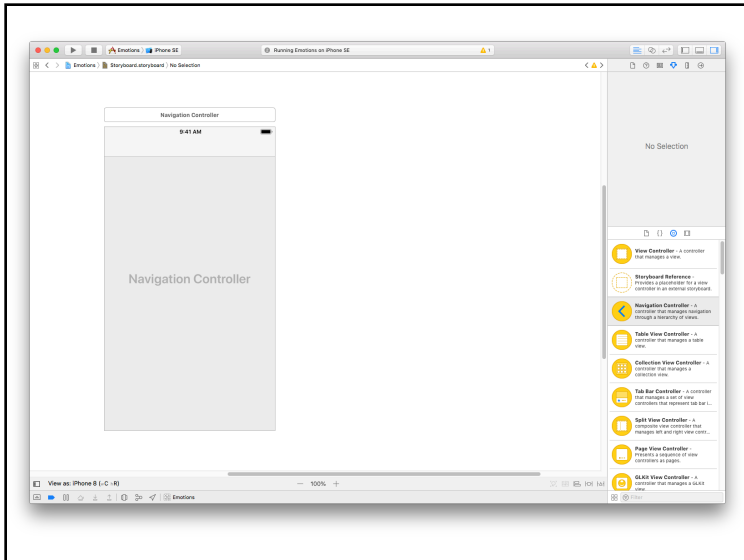 Emotions
iPhone SE
Running Emotions on iPhone SE
1
Emotions
Storyboard.storyboard
No Selection
Navigation Controller
9:41 AM
Navigation Controller
No Selection
View Controller - A controller
that manages a view.
Storyboard Reference -
Provides a placeholder for a view
controller in an external storyboard.
Navigation Controller - A
controller that manages navigation
through a hierarchy of views.
Table View Controller - A
controller that manages a table
view.
Collection View Controller - A
controller that manages a
collection view.
Tab Bar Controller - A controller
that manages a set of view
controllers that represent tab bar i...
Split View Controller - A
composite view controller that
manages left and right view contr...
Page View Controller -
Presents a sequence of view
controllers as pages.
GLKit View Controller - A
controller that manages a GLKit
view.
View as: iPhone 8 (wC hR)
— 100% +
Emotions
Filter